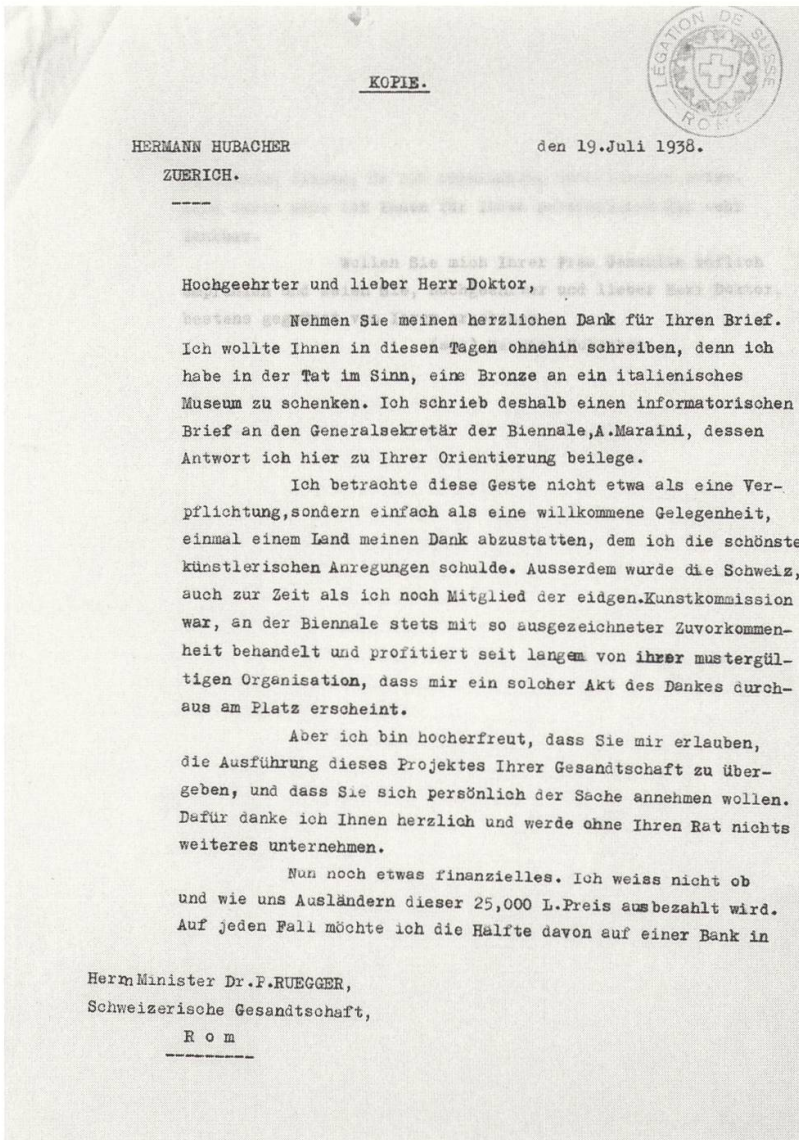 LÉGATION DE SUISSE
ROME
KOPIE.
HERMANN HUBACHER den 19.Juli 1938.
ZUERICH.
Hochgeehrter und lieber Herr Doktor,
Nehmen Sie meinen herzlichen Dank für Ihren Brief.
Ich wollte Ihnen in diesen Tagen ohnehin schreiben, denn ich
habe in der Tat im Sinn, eine Bronze an ein italienisches
Museum zu schenken. Ich schrieb deshalb einen informatorischen
Brief an den Generalsekretär der Biennale,A.Maraini, dessen
Antwort ich hier zu Ihrer Orientierung beilege.
Ich betrachte diese Geste nicht etwa als eine Ver-
pflichtung,sondern einfach als eine willkommene Gelegenheit,
einmal einem Land meinen Dank abzustatten, dem ich die schönste
künstlerischen Anregungen schulde. Ausserdem wurde die Schweiz,
auch zur Zeit als ich noch Mitglied der eidgen.Kunstkommission
war, an der Biennale stets mit so ausgezeichneter Zuvorkommen-
heit behandelt und profitiert seit langem von ihrer mustergül-
tigen Organisation, dass mir ein solcher Akt des Dankes durch-
aus am Platz erscheint.
Aber ich bin hocherfreut, dass Sie mir erlauben,
die Ausführung dieses Projektes Ihrer Gesandtschaft zu über-
geben, und dass Sie sich persönlich der Sache annehmen wollen.
Dafür danke ich Ihnen herzlich und werde ohne Ihren Rat nichts
weiteres unternehmen.
Nun noch etwas finanzielles. Ich weiss nicht ob
und wie uns Ausländern dieser 25,000 L.Preis ausbezahlt wird.
Auf jeden Fall möchte ich die Hälfte davon auf einer Bank in
Herrn Minister Dr.P.RUEGGER,
Schweizerische Gesandtschaft,
R o m